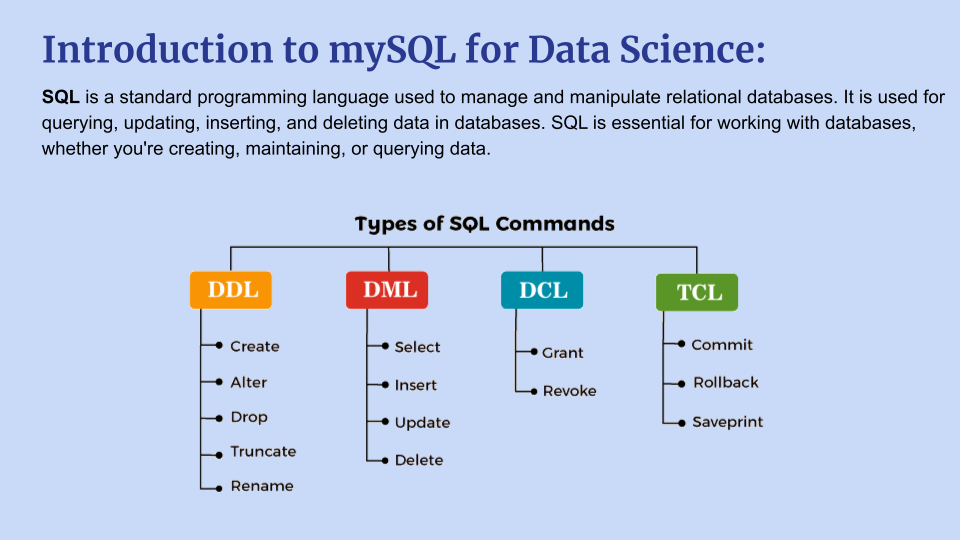 Introduction to mySQL for Data Science:
SQL is a standard programming language used to manage and manipulate relational databases. It is used for
querying, updating, inserting, and deleting data in databases. SQL is essential for working with databases,
whether you're creating, maintaining, or querying data.
Types of SQL Commands
DDL
Create
Alter
Drop
Truncate
Rename
DML
Select
Insert
Update
Delete
DCL
Grant
Revoke
TCL
Commit
Rollback
Saveprint